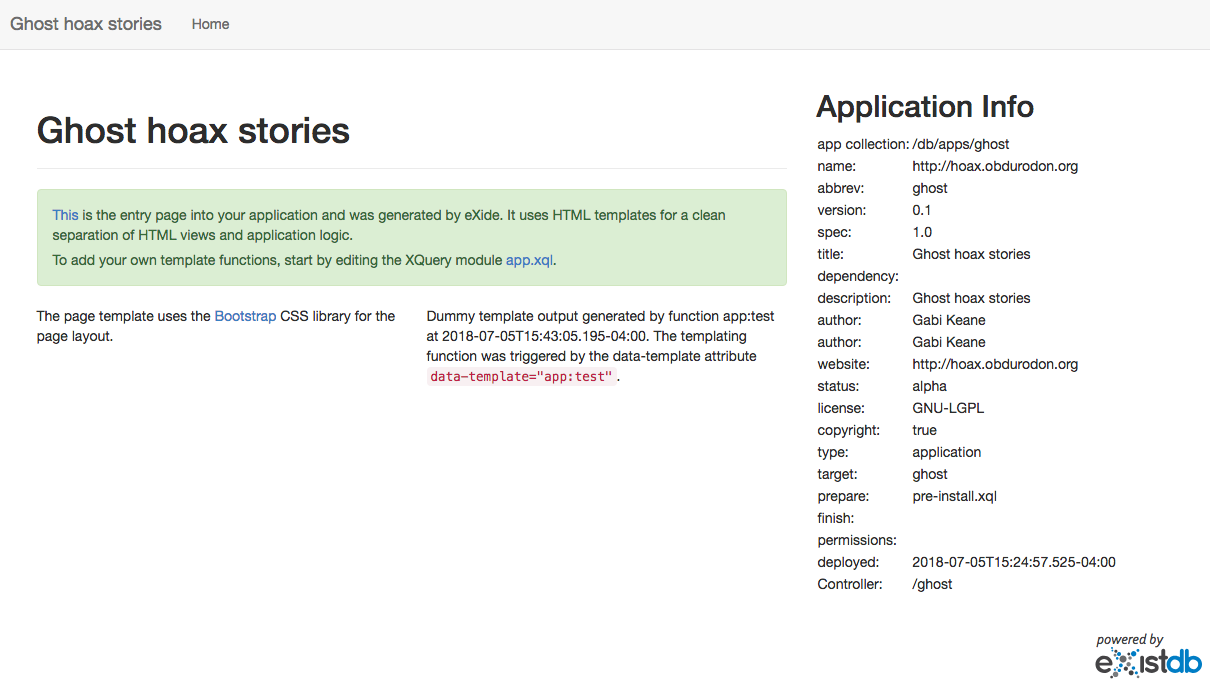 Ghost hoax stories Home
Ghost hoax stories
This is the entry page into your application and was generated by eXide. It uses HTML templates for a clean
separation of HTML views and application logic.
To add your own template functions, start by editing the XQuery module app.xql.
The page template uses the Bootstrap CSS library for the
page layout.
Dummy template output generated by function app:test
at 2018-07-05T15:43:05.195-04:00. The templating
function was triggered by the data-template attribute
data-template="app:test" .
Application Info
app collection: /db/apps/ghost
name: http://hoax.obdurodon.org
abbrev: ghost
version: 0.1
spec: 1.0
title: Ghost hoax stories
dependency:
description: Ghost hoax stories
author: Gabi Keane
author: Gabi Keane
website: http://hoax.obdurodon.org
status: alpha
license: GNU-LGPL
copyright: true
type: application
target: ghost
prepare: pre-install.xql
finish:
permissions:
deployed: 2018-07-05T15:24:57.525-04:00
Controller: /ghost
powered by
eXistdb